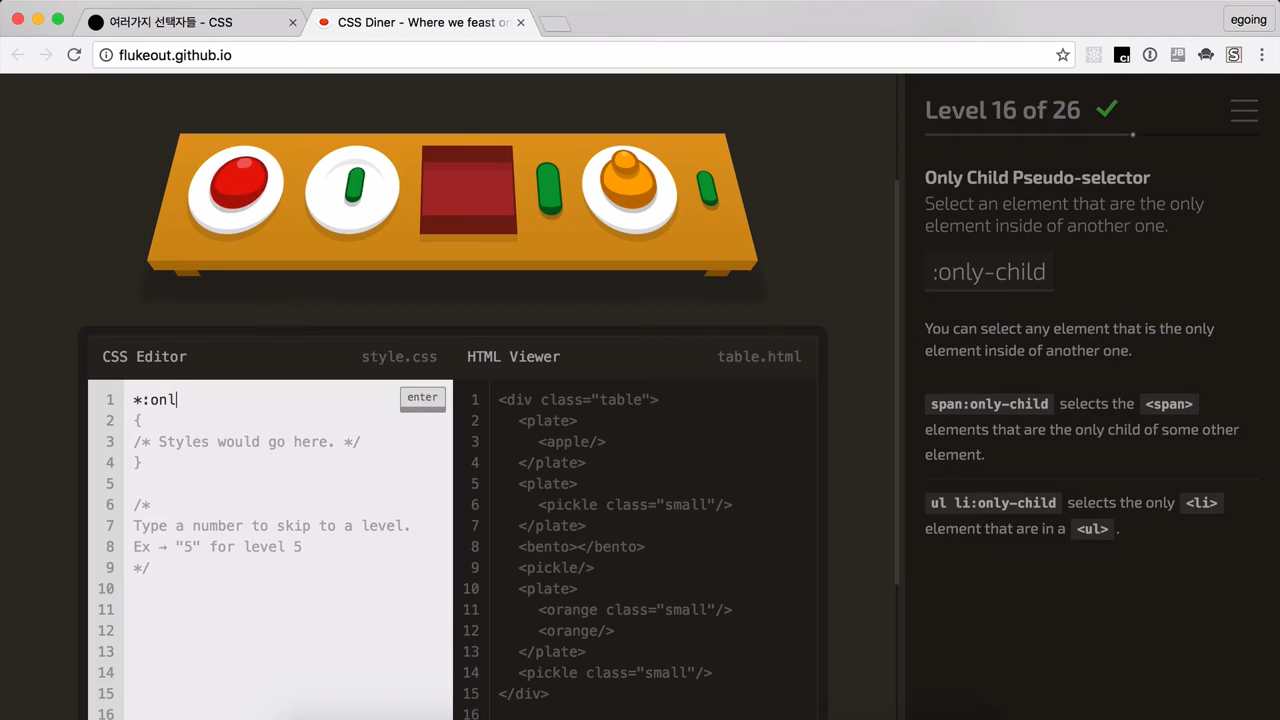 여러가지 선택자들 - CSS
CSS Diner - Where we feast on
egoing
flukeout.github.io
Level 16 of 26
Only Child Pseudo-selector
Select an element that are the only
element inside of another one.
:only-child
You can select any element that is the only
element inside of another one.
span:only-child selects the <span>
elements that are the only child of some other
element.
ul li:only-child selects the only <li>
element that are in a <ul> .
CSS Editor style.css
enter
1 *:onl
2 {
3 /* Styles would go here. */
4 }
5
6 /*
7 Type a number to skip to a level.
8 Ex → "5" for level 5
9 */
10
11
12
13
14
15
16
HTML Viewer table.html
1 <div class="table">
2 <plate>
3 <apple/>
4 </plate>
5 <plate>
6 <pickle class="small"/>
7 </plate>
8 <bento></bento>
9 <pickle/>
10 <plate>
11 <orange class="small"/>
12 <orange/>
13 </plate>
14 <pickle class="small"/>
15 </div>
16